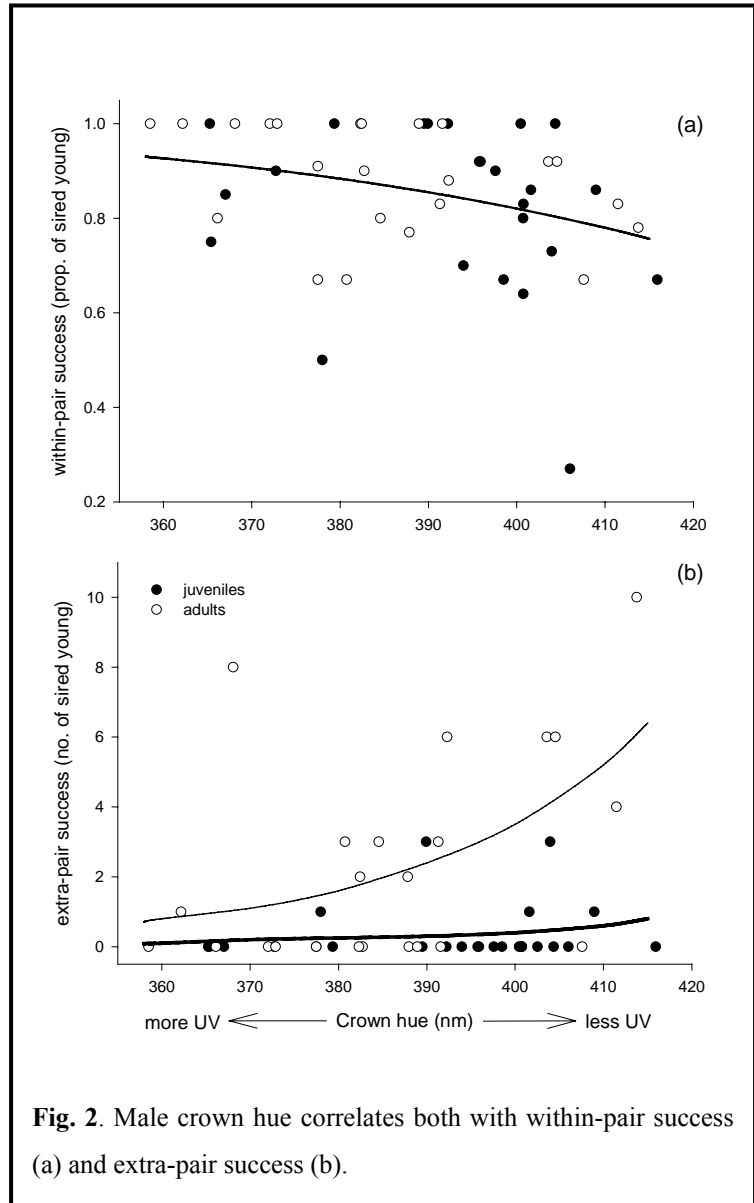 (a)
1.0
0.8
0.6
0.4
0.2
within-pair success (prop. of sired young)
360 370 380 390 400 410 420
(b)
juveniles
adults
10
8
6
4
2
0
extra-pair success (no. of sired young)
360 370 380 390 400 410 420
more UV Crown hue (nm) less UV
Fig. 2. Male crown hue correlates both with within-pair success
(a) and extra-pair success (b).